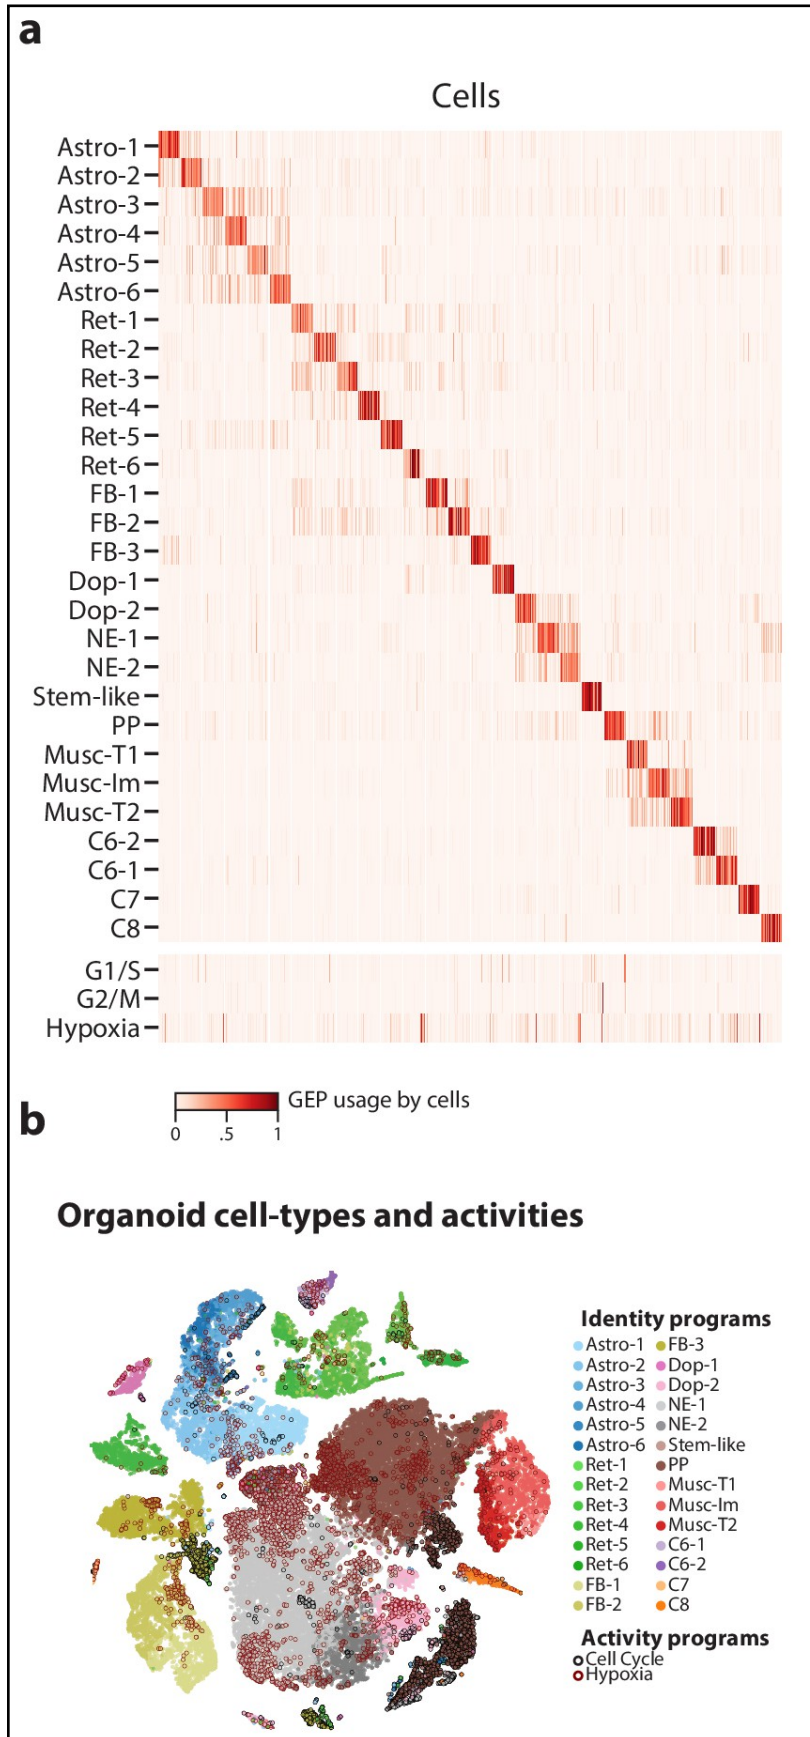 a
Cells
Astro-1
Astro-2
Astro-3
Astro-4
Astro-5
Astro-6
Ret-1
Ret-2
Ret-3
Ret-4
Ret-5
Ret-6
FB-1
FB-2
FB-3
Dop-1
Dop-2
NE-1
NE-2
Stem-like
PP
Musc-T1
Musc-Im
Musc-T2
C6-2
C6-1
C7
C8
G1/S
G2/M
Hypoxia
GEP usage by cells
0 .5 1
b
Organoid cell-types and activities
Identity programs
Astro-1 FB-3
Astro-2 Dop-1
Astro-3 Dop-2
Astro-4 NE-1
Astro-5 NE-2
Astro-6 Stem-like
Ret-1 PP
Ret-2 Musc-T1
Ret-3 Musc-Im
Ret-4 Musc-T2
Ret-5 C6-1
Ret-6 C6-2
FB-1 C7
FB-2 C8
Activity programs
Cell Cycle
Hypoxia